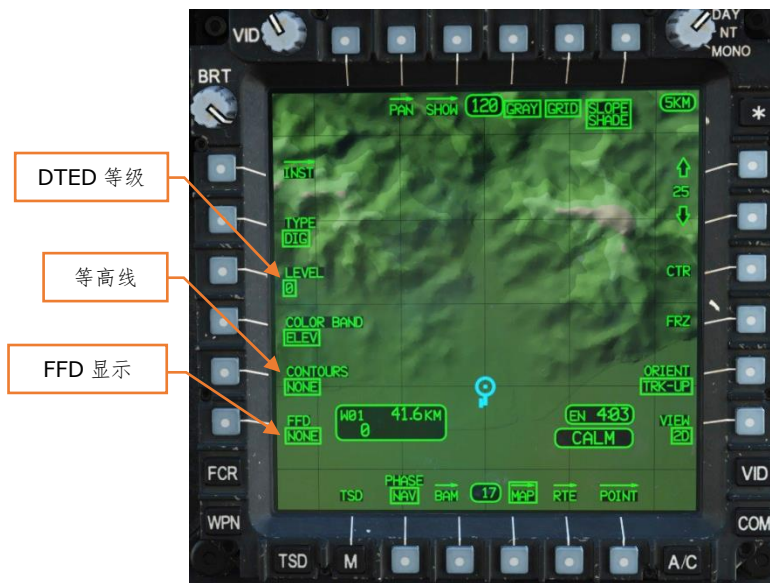 VID
DAY
NT
MONO
BRT
PAN
SHOW
120
GRAY
GRID
SLOPE
SHADE
5KM
*
DTED 等级
INST
25
TYPE
DIG
LEVEL
0
CTR
等高线
COLOR BAND
ELEV
FRZ
CONTOURS
NONE
ORIENT
TRK-UP
FFD 显示
FFD
NONE
W01 41.6KM
0
EN 4:03
CALM
VIEW
2D
FCR
VID
TSD
PHASE
NAV
BAM
17
MAP
RTE
POINT
WPN
COM
TSD
M
A/C